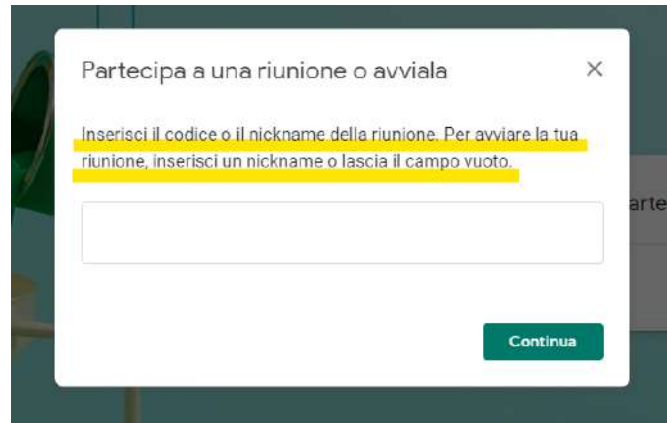 Partecipa a una riunione o avviala
Inserisci il codice o il nickname della riunione. Per avviare la tua
riunione, inserisci un nickname o lascia il campo vuoto.
arte
Continua